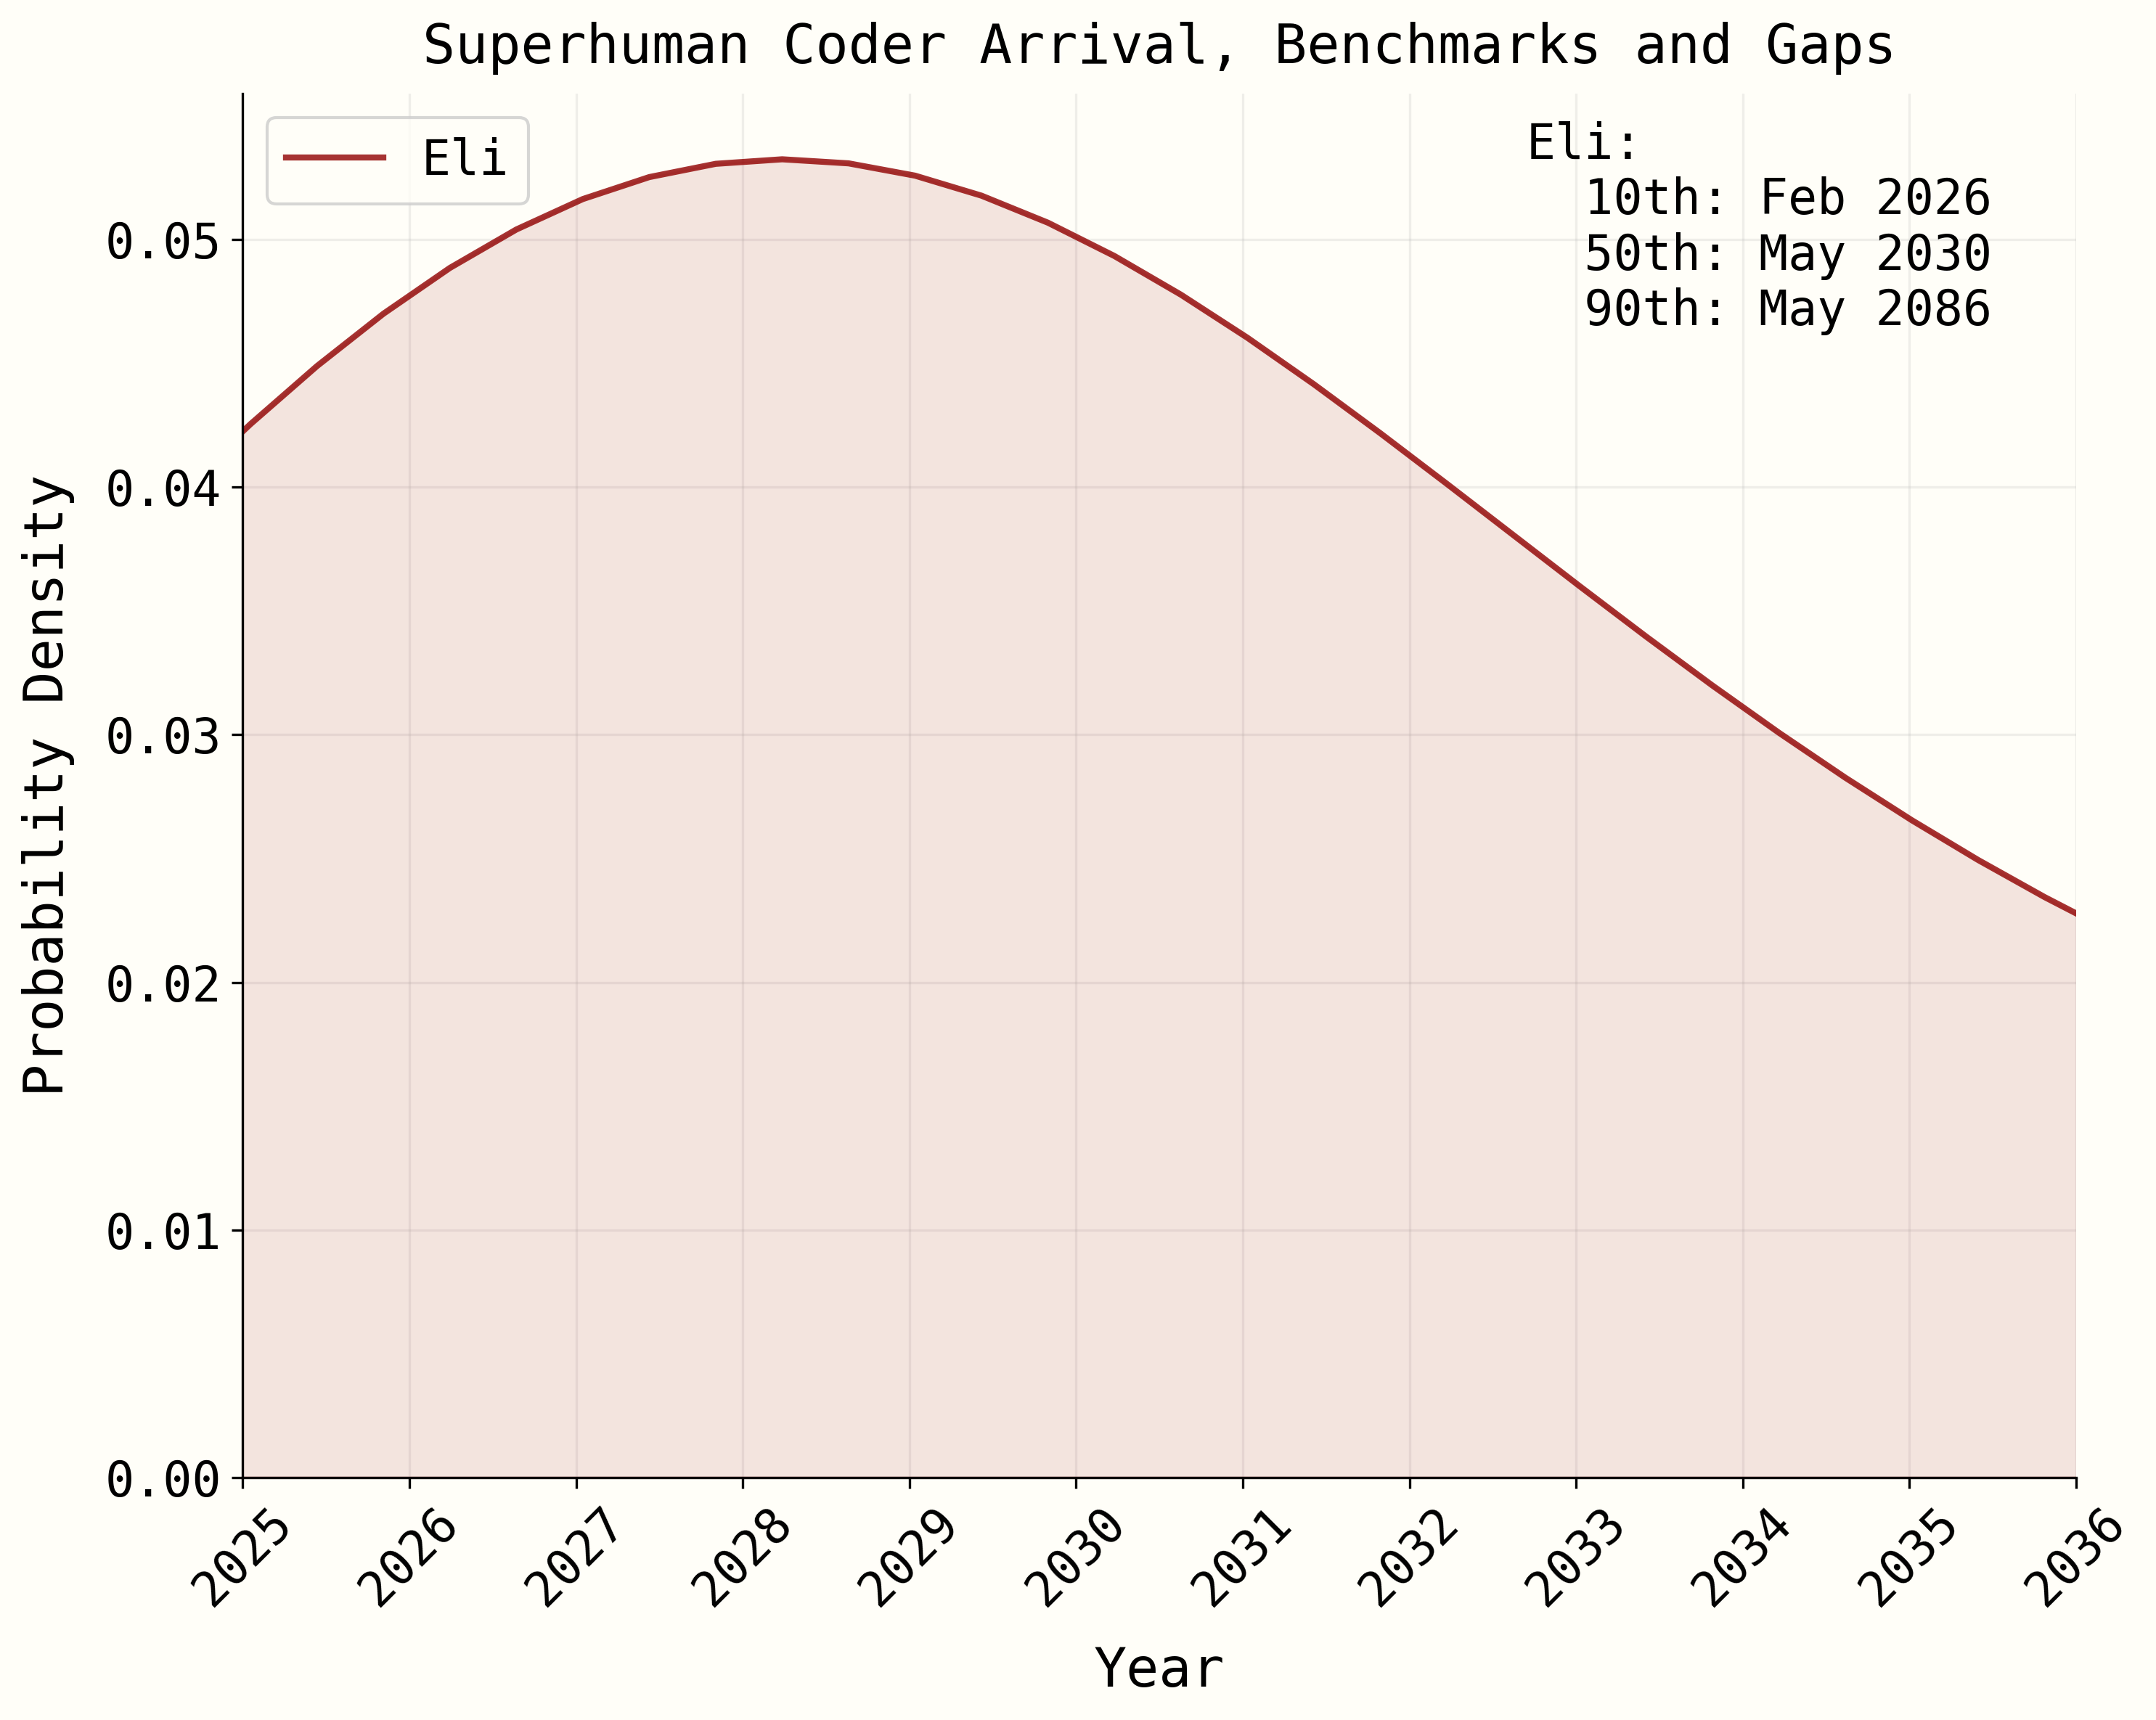 Superhuman Coder Arrival, Benchmarks and Gaps
Eli
Eli:
10th: Feb 2026
50th: May 2030
90th: May 2086
Probability Density
0.05
0.04
0.03
0.02
0.01
0.00
2025 2026 2027 2028 2029 2030 2031 2032 2033 2034 2035 2036
Year